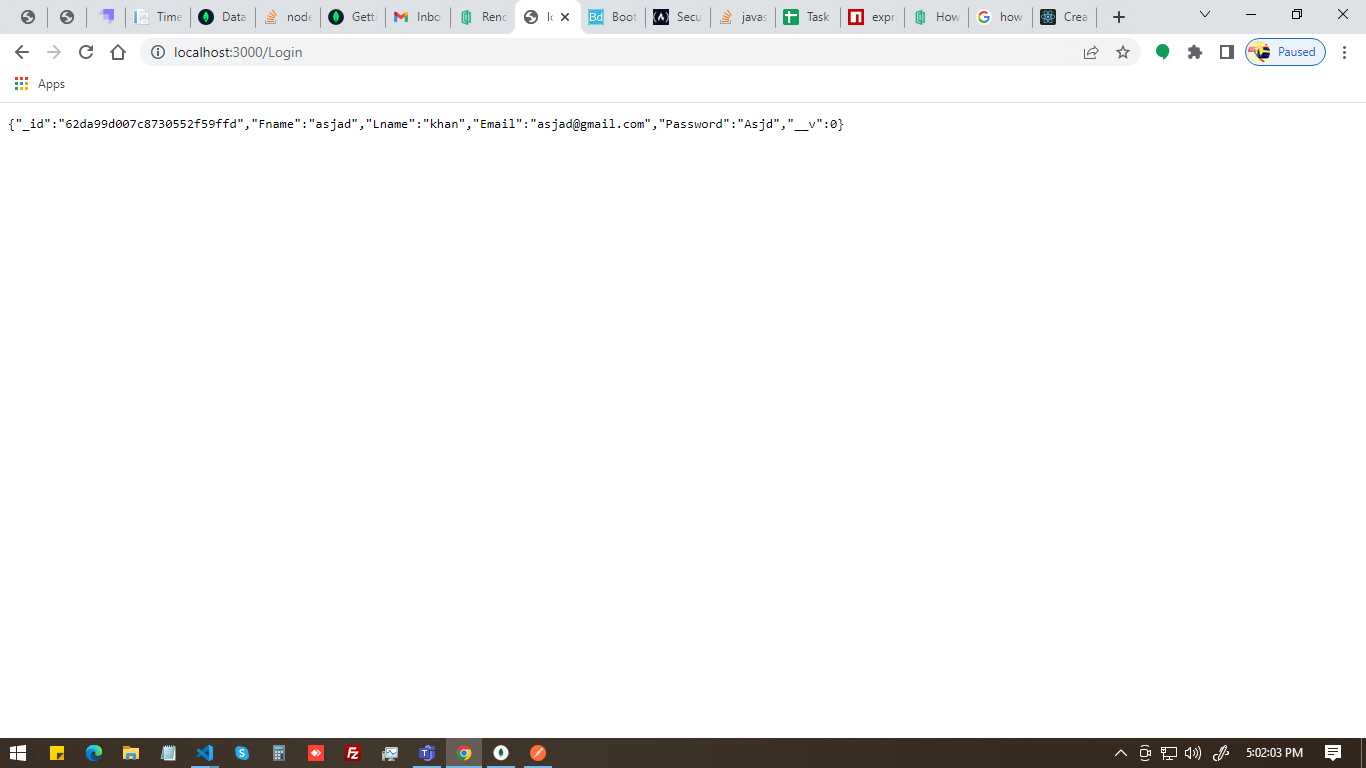 Time Data node Gett Inbo Reno lo Boot Secu javas Task expr How how Crea
localhost:3000/Login Paused
Apps
{"_id":"62da99d007c8730552f59ffd","Fname":"asjad","Lname":"khan","Email":"asjad@gmail.com","Password":"Asjd","__v":0}
5:02:03 PM